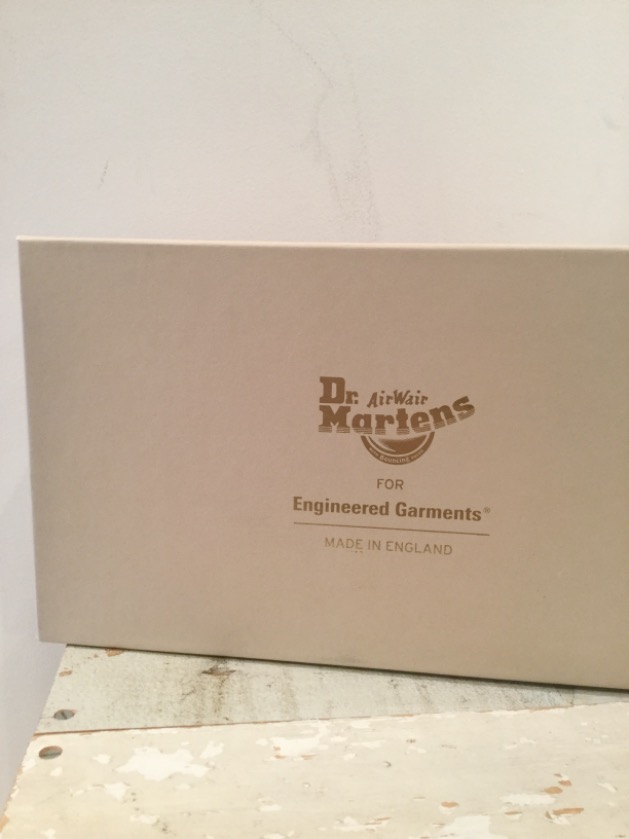 Dr. AirWair
Martens
FOR
Engineered Garments®
MADE IN ENGLAND